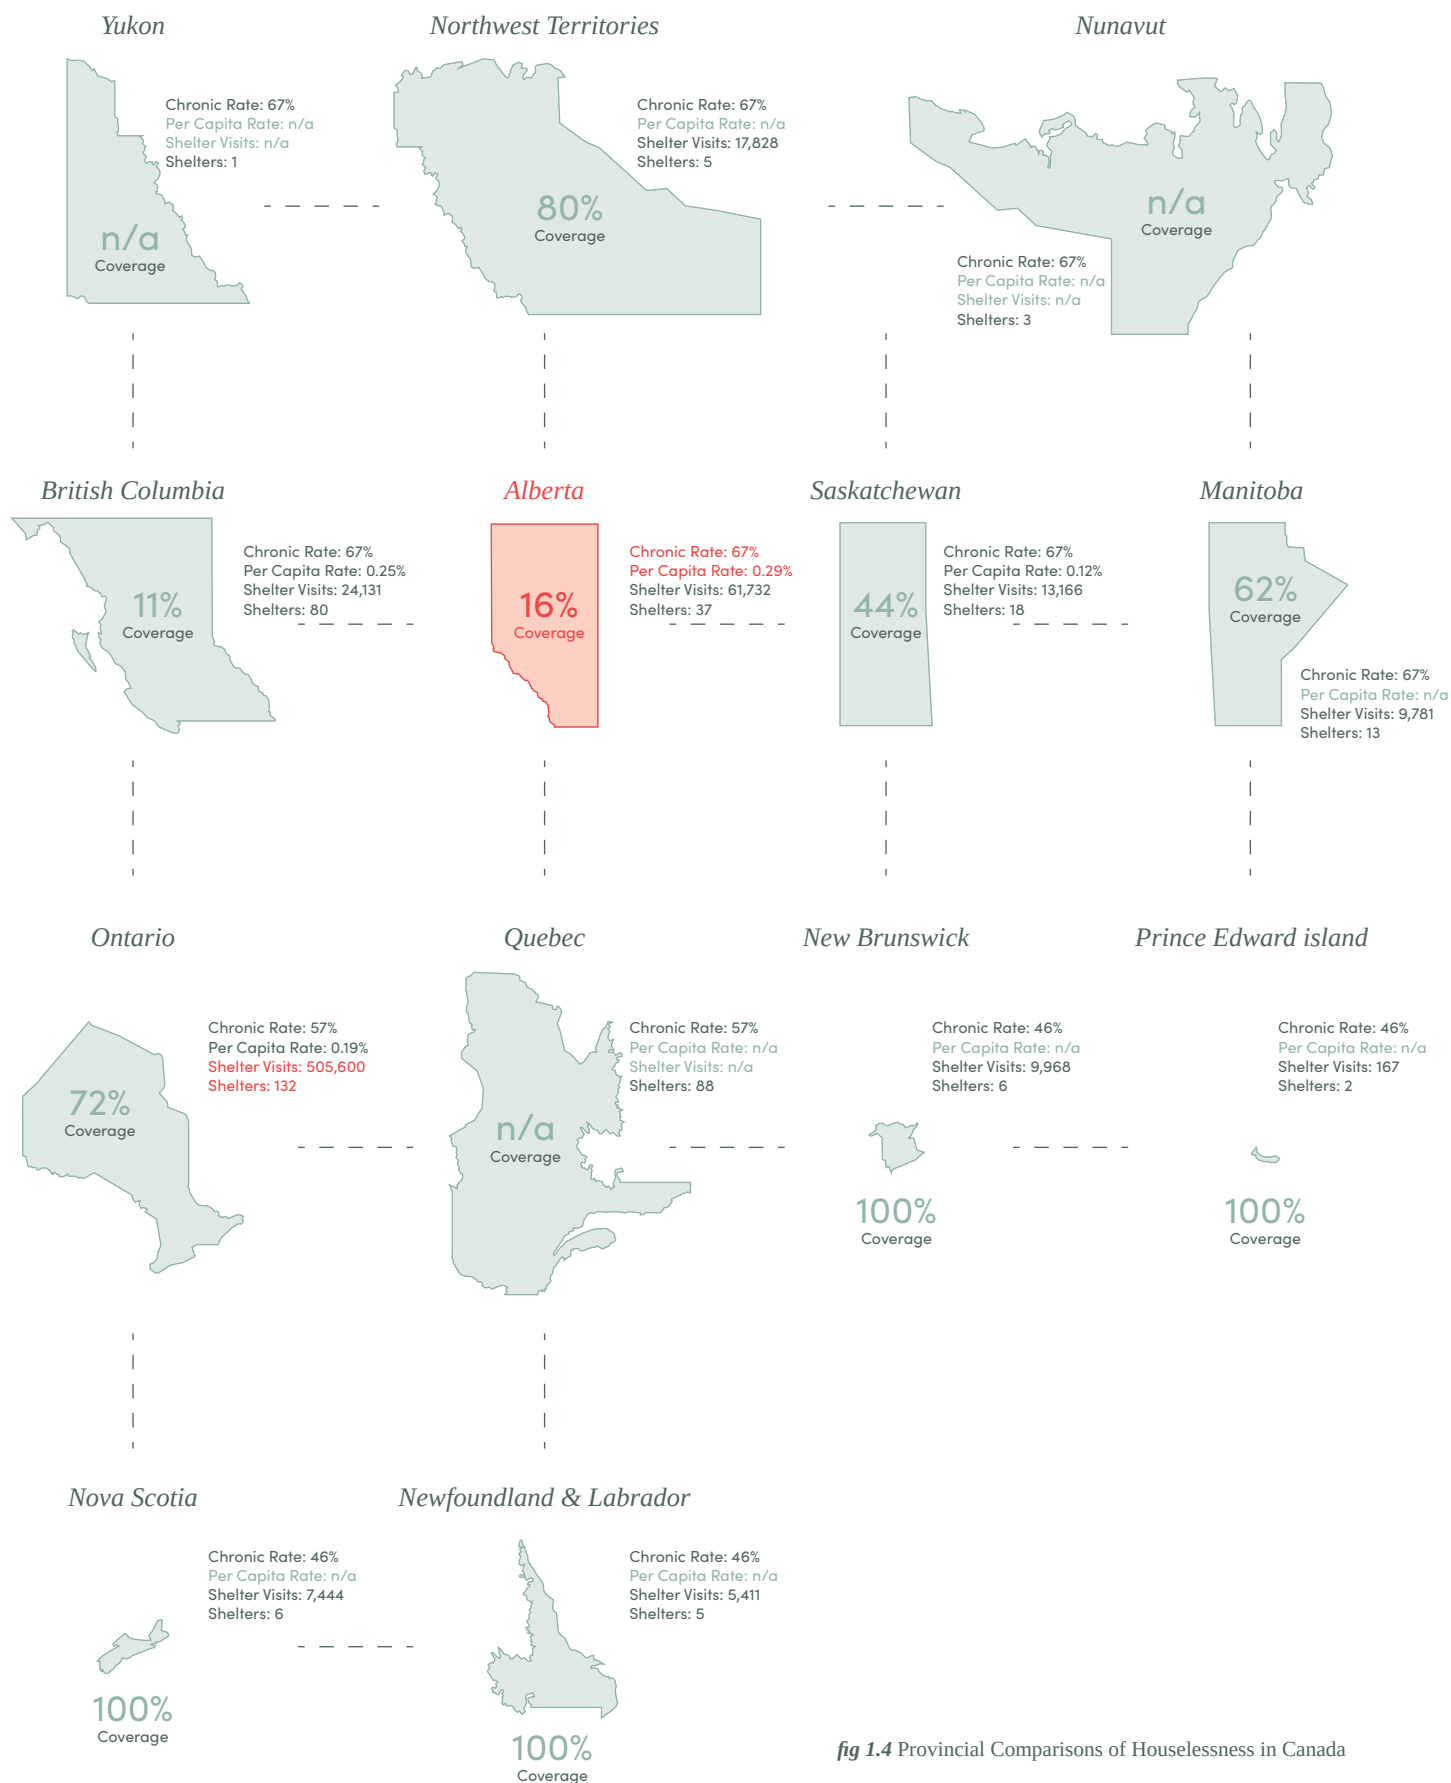 Yukon
Chronic Rate: 67%
Per Capita Rate: n/a
Shelter Visits: n/a
Shelters: 1
n/a
Coverage
Northwest Territories
Chronic Rate: 67%
Per Capita Rate: n/a
Shelter Visits: 17,828
Shelters: 5
80%
Coverage
Nunavut
n/a
Coverage
Chronic Rate: 67%
Per Capita Rate: n/a
Shelter Visits: n/a
Shelters: 3
British Columbia
Chronic Rate: 67%
Per Capita Rate: 0.25%
Shelter Visits: 24,131
Shelters: 80
11%
Coverage
Alberta
Chronic Rate: 67%
Per Capita Rate: 0.29%
Shelter Visits: 61,732
Shelters: 37
16%
Coverage
Saskatchewan
Chronic Rate: 67%
Per Capita Rate: 0.12%
Shelter Visits: 13,166
Shelters: 18
44%
Coverage
Manitoba
62%
Coverage
Chronic Rate: 67%
Per Capita Rate: n/a
Shelter Visits: 9,781
Shelters: 13
Ontario
Chronic Rate: 57%
Per Capita Rate: 0.19%
Shelter Visits: 505,600
Shelters: 132
72%
Coverage
Quebec
Chronic Rate: 57%
Per Capita Rate: n/a
Shelter Visits: n/a
Shelters: 88
n/a
Coverage
New Brunswick
Chronic Rate: 46%
Per Capita Rate: n/a
Shelter Visits: 9,968
Shelters: 6
100%
Coverage
Prince Edward island
Chronic Rate: 46%
Per Capita Rate: n/a
Shelter Visits: 167
Shelters: 2
100%
Coverage
Nova Scotia
Chronic Rate: 46%
Per Capita Rate: n/a
Shelter Visits: 7,444
Shelters: 6
100%
Coverage
Newfoundland & Labrador
Chronic Rate: 46%
Per Capita Rate: n/a
Shelter Visits: 5,411
Shelters: 5
100%
Coverage
fig 1.4 Provincial Comparisons of Houselessness in Canada